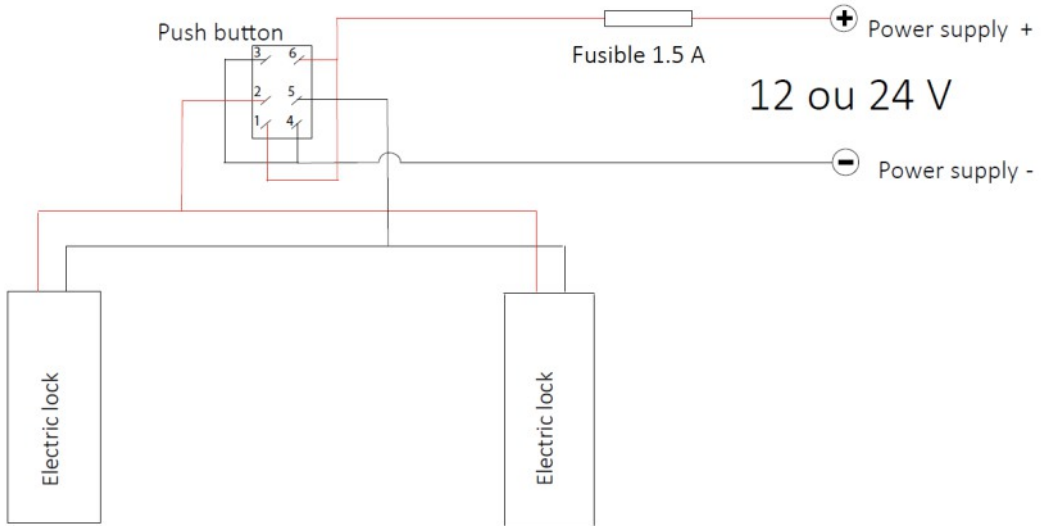 Push button
3 6
2 5
1 4
Fusible 1.5 A
+ Power supply +
12 ou 24 V
- Power supply -
Electric lock
Electric lock